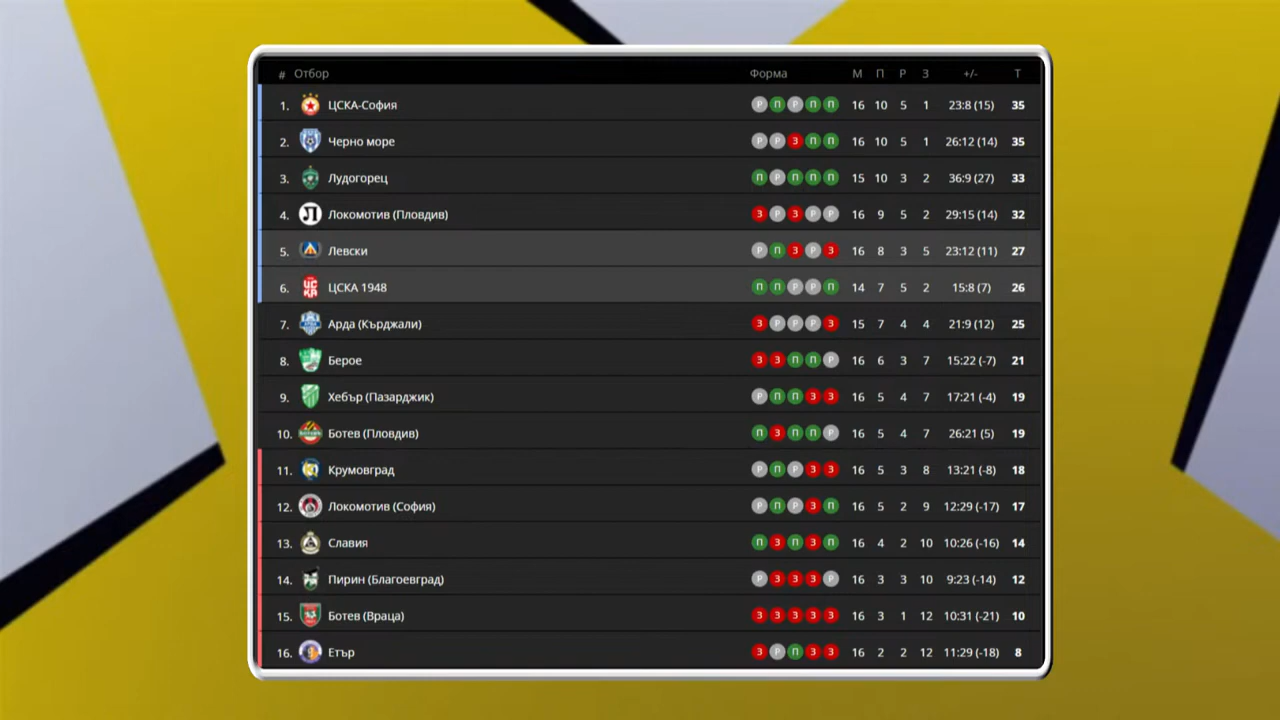 # Отбор Форма М П Р З +/- Т
1. ЦСКА-София Р П Р П П 16 10 5 1 23:8 (15) 35
2. Черно море Р Р З П П 16 10 5 1 26:12 (14) 35
3. Лудогорец П Р П П П 15 10 3 2 36:9 (27) 33
4. Локомотив (Пловдив) З Р З Р Р 16 9 5 2 29:15 (14) 32
5. Левски Р П З Р З 16 8 3 5 23:12 (11) 27
6. ЦСКА 1948 П П Р Р П 14 7 5 2 15:8 (7) 26
7. Арда (Кърджали) З Р Р Р З 15 7 4 4 21:9 (12) 25
8. Берое З З П П Р 16 6 3 7 15:22 (-7) 21
9. Хебър (Пазарджик) Р П П З З 16 5 4 7 17:21 (-4) 19
10. Ботев (Пловдив) П З П П Р 16 5 4 7 26:21 (5) 19
11. Крумовград Р П Р З З 16 5 3 8 13:21 (-8) 18
12. Локомотив (София) Р П Р З П 16 5 2 9 12:29 (-17) 17
13. Славия П З П З П 16 4 2 10 10:26 (-16) 14
14. Пирин (Благоевград) Р З З З Р 16 3 3 10 9:23 (-14) 12
15. Ботев (Враца) З З З З З 16 3 1 12 10:31 (-21) 10
16. Етър З Р П З З 16 2 2 12 11:29 (-18) 8